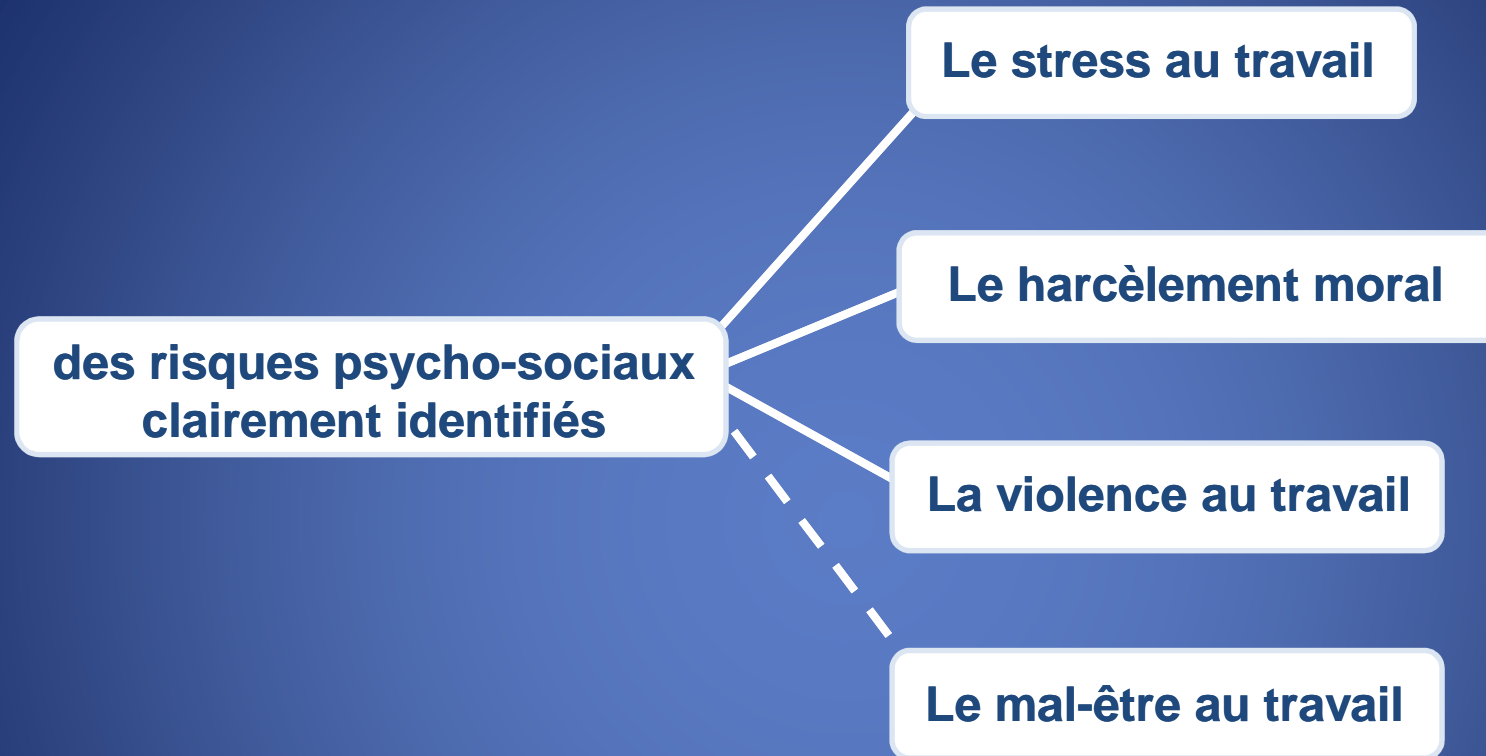 Le stress au travail
Le harcèlement moral
des risques psycho-sociaux
clairement identifiés
La violence au travail
Le mal-être au travail